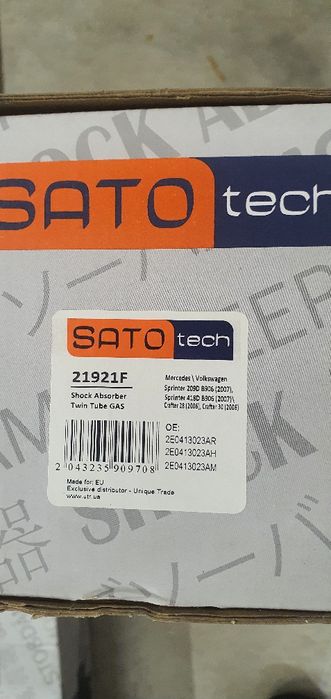 SHOCK ABSO
SATO tech
SATO tech
21921F
Shock Absorber
Twin Tube GAS
Mercedes \ Volkswagen
Sprinter 209D B906 (2007),
Sprinter 418D B906 (2007)\
Crafter 28 (2006), Crafter 30 (2006)
OE:
2E0413023AR
2E0413023AH
2E0413023AM
2 043235 909708
Made for: EU
Exclusive distributor - Unique Trade
www.utr.ua